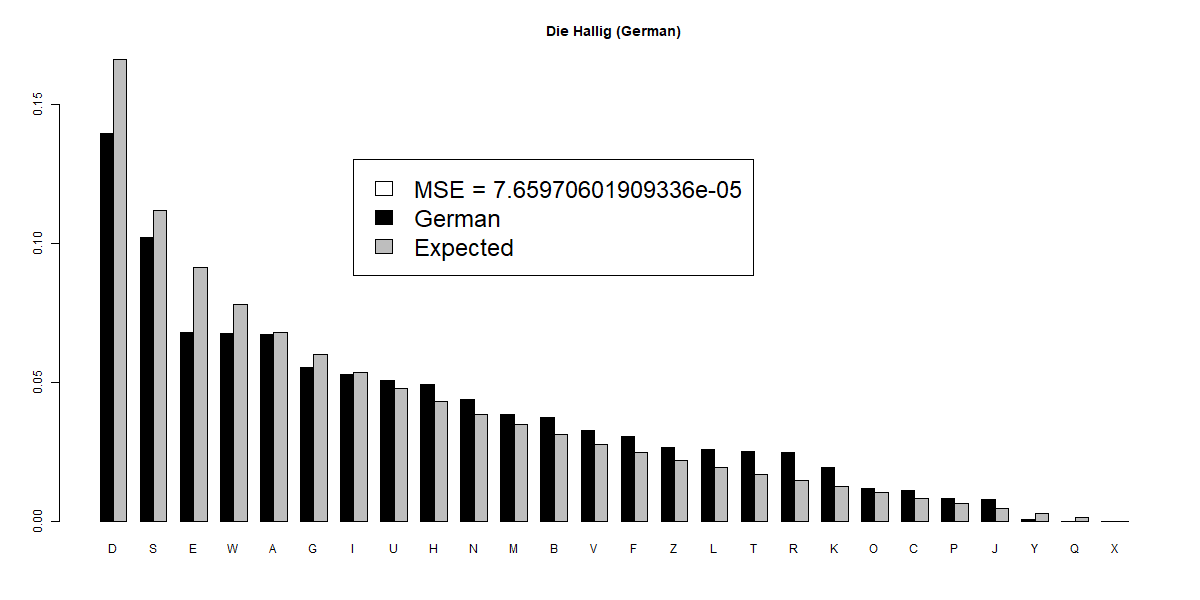 Die Hallig (German)
0.15
0.10
0.05
0.00
MSE = 7.65970601909336e-05
German
Expected
D S E W A G I U H N M B V F Z L T R K O C P J Y Q X